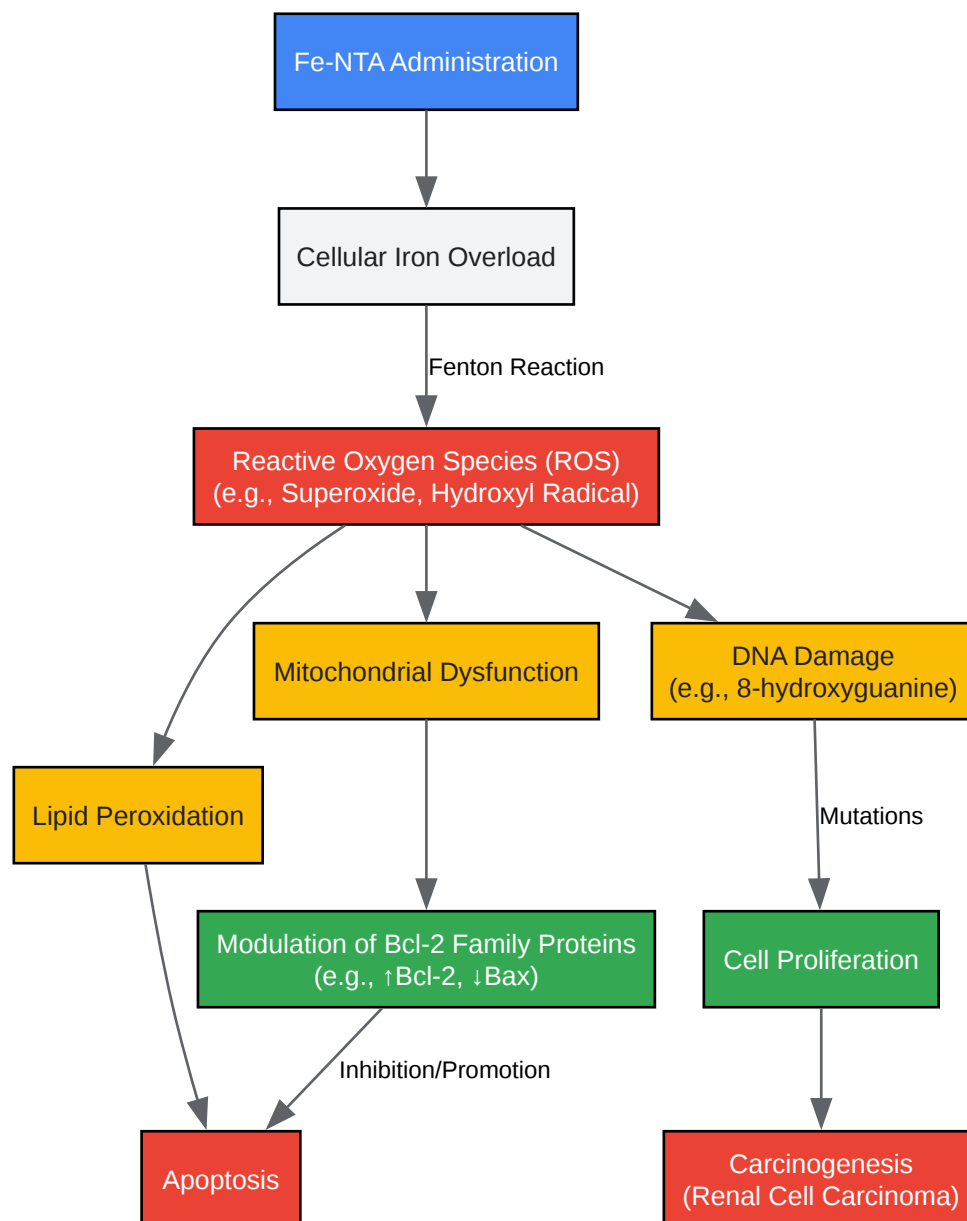 Fe-NTA Administration
Cellular Iron Overload
Fenton Reaction
Reactive Oxygen Species (ROS)
(e.g., Superoxide, Hydroxyl Radical)
Mitochondrial Dysfunction
DNA Damage
(e.g., 8-hydroxyguanine)
Lipid Peroxidation
Mutations
Modulation of Bcl-2 Family Proteins
(e.g., ↑Bcl-2, ↓Bax)
Cell Proliferation
Inhibition/Promotion
Apoptosis
Carcinogenesis
(Renal Cell Carcinoma)